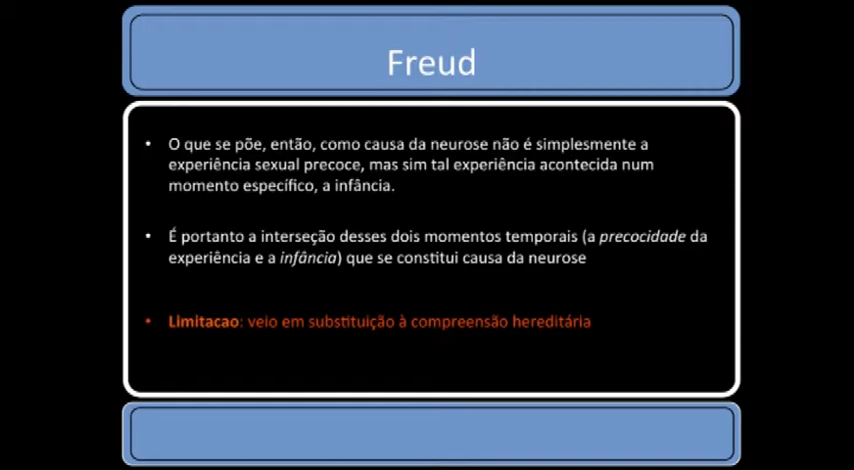 Freud
• O que se põe, então, como causa da neurose não é simplesmente a
experiência sexual precoce, mas sim tal experiência acontecida num
momento específico, a infância.
• É portanto a interseção desses dois momentos temporais (a precocidade da
experiência e a infância) que se constitui causa da neurose
• Limitacao: veio em substituição à compreensão hereditária